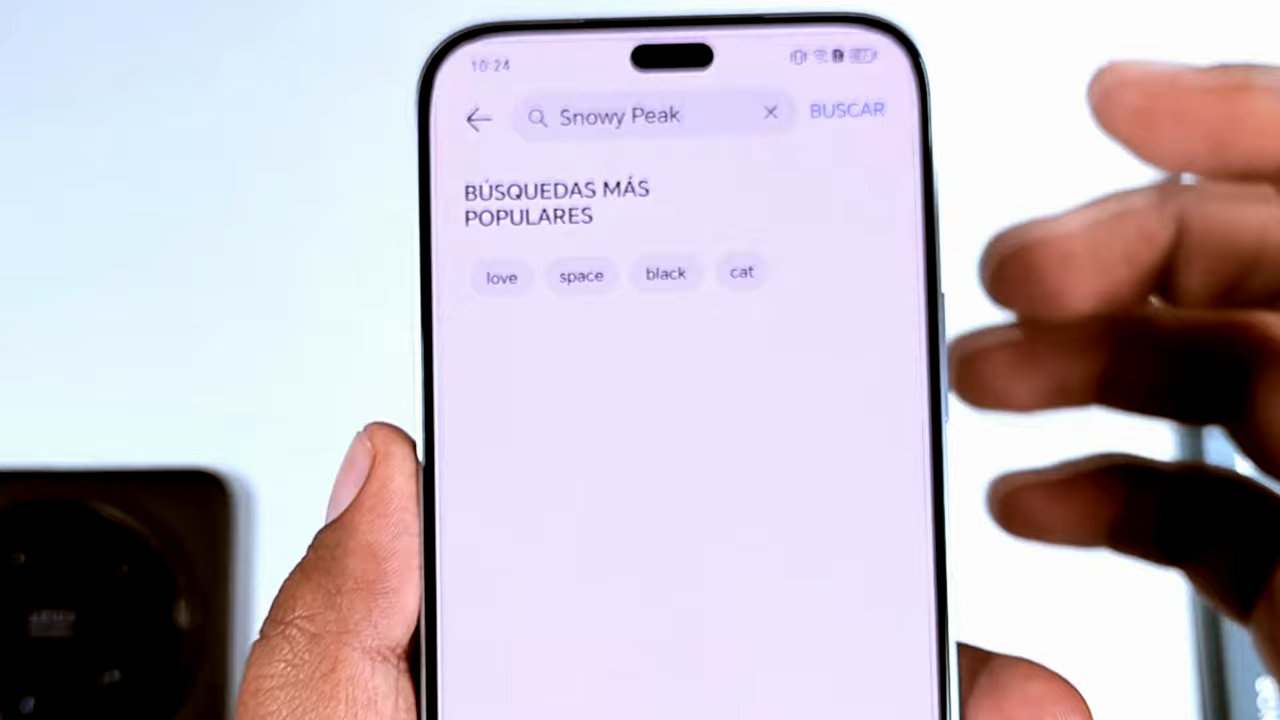 10:24
Snowy Peak
BUSCAR
BÚSQUEDAS MÁS
POPULARES
love
space
black
cat